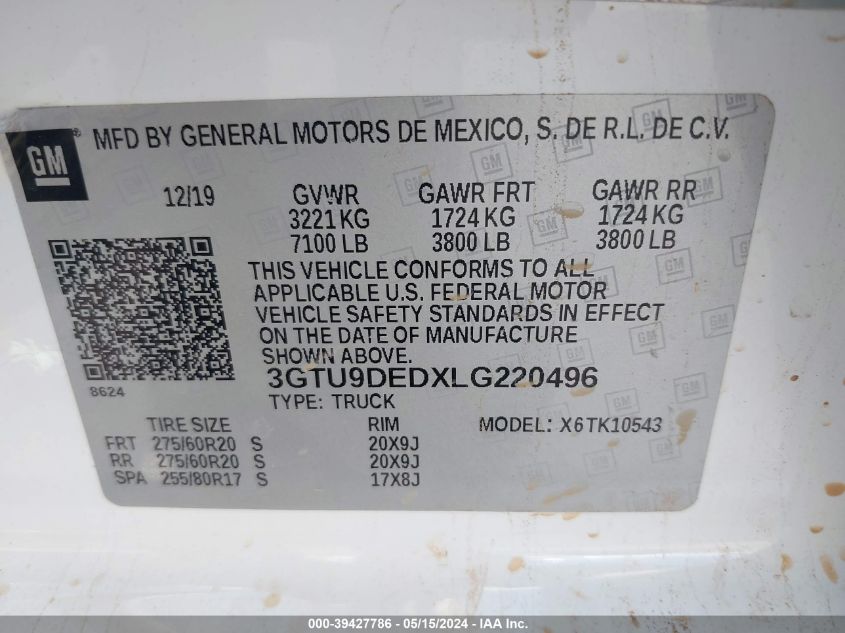 GM ® MFD BY GENERAL MOTORS DE MEXICO, S. DE R.L. DE C.V.
12/19 GVWR GAWR FRT GAWR RR
3221 KG 1724 KG 1724 KG
7100 LB 3800 LB 3800 LB
THIS VEHICLE CONFORMS TO ALL
APPLICABLE U.S. FEDERAL MOTOR
VEHICLE SAFETY STANDARDS IN EFFECT
ON THE DATE OF MANUFACTURE
SHOWN ABOVE.
3GTU9DEDXLG220496
8624
TYPE: TRUCK
TIRE SIZE RIM MODEL: X6TK10543
FRT 275/60R20 S 20X9J
RR 275/60R20 S 20X9J
SPA 255/80R17 S 17X8J
000-39427786 - 05/15/2024 - IAA Inc.